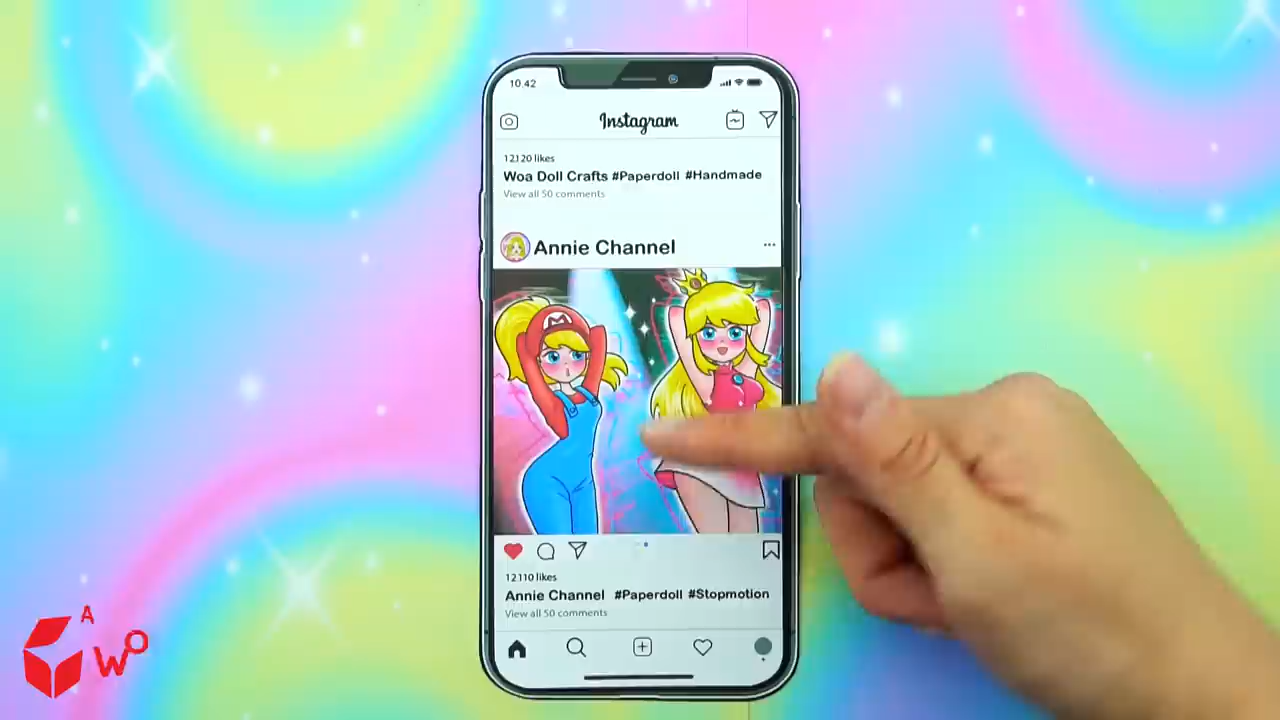 10.42
Instagram
12120 likes
Woa Doll Crafts #Paperdoll #Handmade
View all 50 comments
Annie Channel
M
12110 likes
Annie Channel #Paperdoll #Stopmotion
View all 50 comments
A
WO